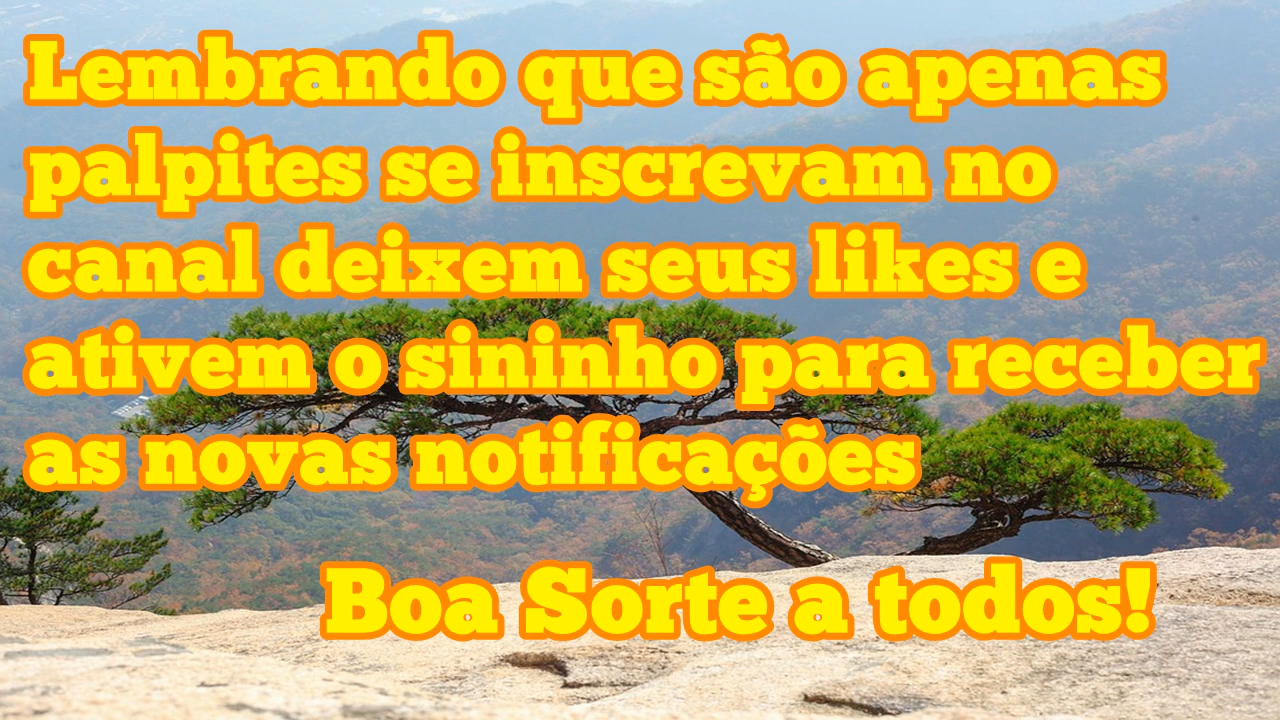 Lembrando que são apenas
palpites se inscrevam no
canal deixem seus likes e
ativem o sininho para receber
as novas notificações
Boa Sorte a todos!